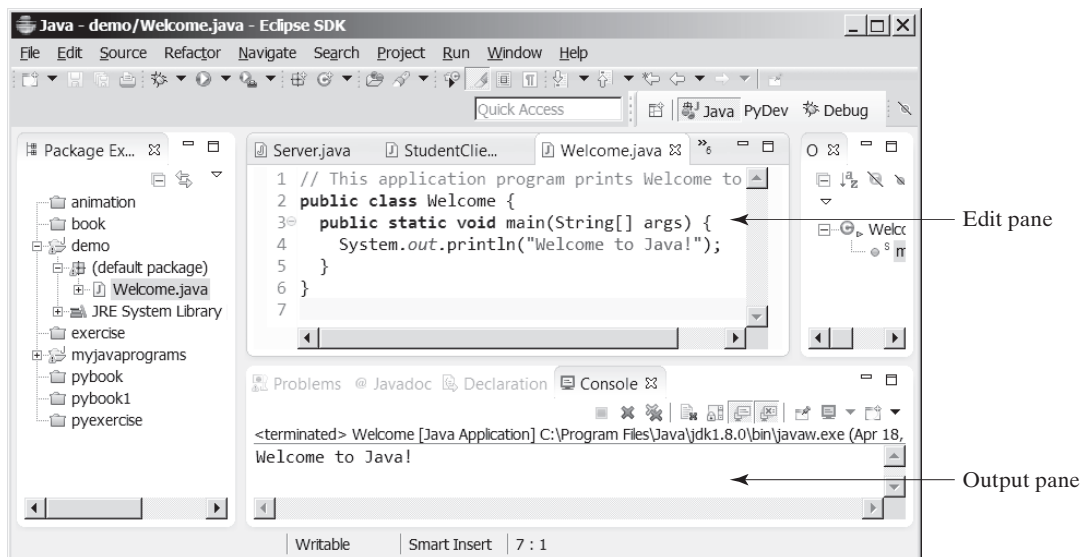 Java - demo/Welcome.java - Eclipse SDK
File Edit Source Refactor Navigate Search Project Run Window Help
Quick Access
Java PyDev Debug
Package Ex...
animation
book
demo
(default package)
Welcome.java
JRE System Library
exercise
myjavaprograms
pybook
pybook1
pyexercise
Server.java StudentClie... Welcome.java »6
1 // This application program prints Welcome to
2 public class Welcome {
3 public static void main(String[] args) {
4 System.out.println("Welcome to Java!");
5 }
6 }
7
O
Welcc
S m
Edit pane
Problems @ Javadoc Declaration Console
<terminated> Welcome [Java Application] C:\Program Files\Java\jdk1.8.0\bin\javaw.exe (Apr 18,
Welcome to Java!
Output pane
Writable Smart Insert 7 : 1